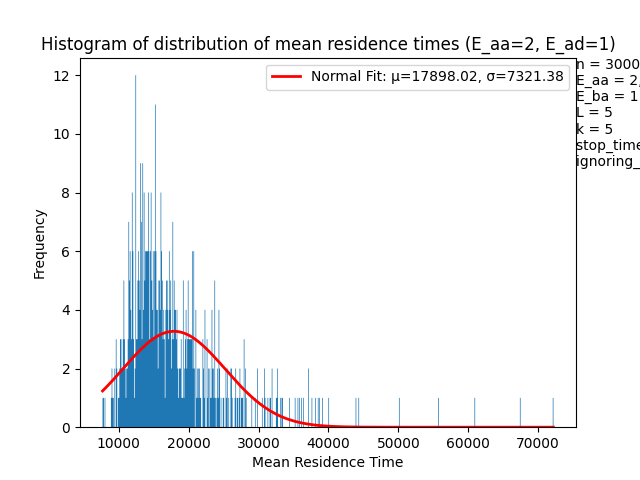 Histogram of distribution of mean residence times (E_aa=2, E_ad=1)
12
10
8
6
4
2
0
Frequency
Normal Fit: μ=17898.02, σ=7321.38
n = 3000
E_aa = 2,
E_ba = 1
L = 5
k = 5
stop_time
ignoring_
10000 20000 30000 40000 50000 60000 70000
Mean Residence Time